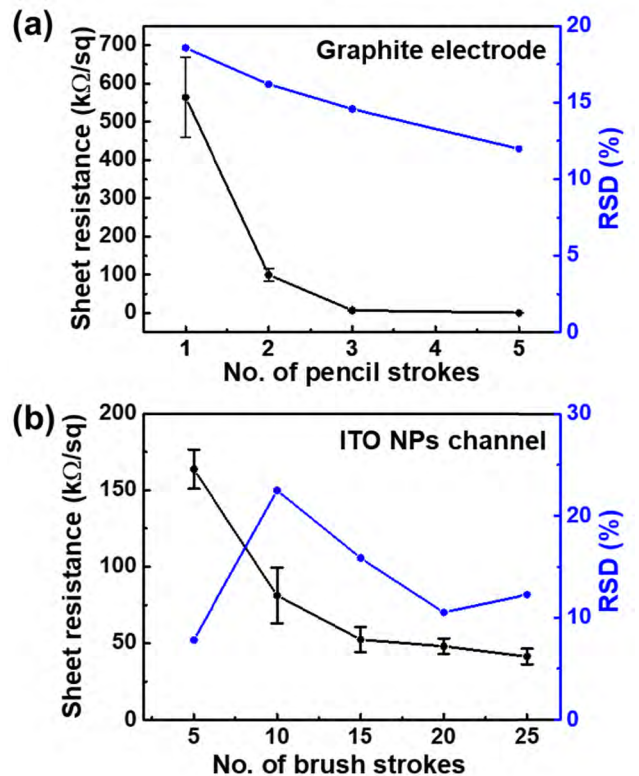 (a)
Graphite electrode
Sheet resistance (kΩ/sq)
700
600
500
400
300
200
100
0
20
15
10
5
0
RSD (%)
1 2 3 4 5
No. of pencil strokes
(b)
ITO NPs channel
Sheet resistance (kΩ/sq)
200
150
100
50
0
30
20
10
0
RSD (%)
5 10 15 20 25
No. of brush strokes